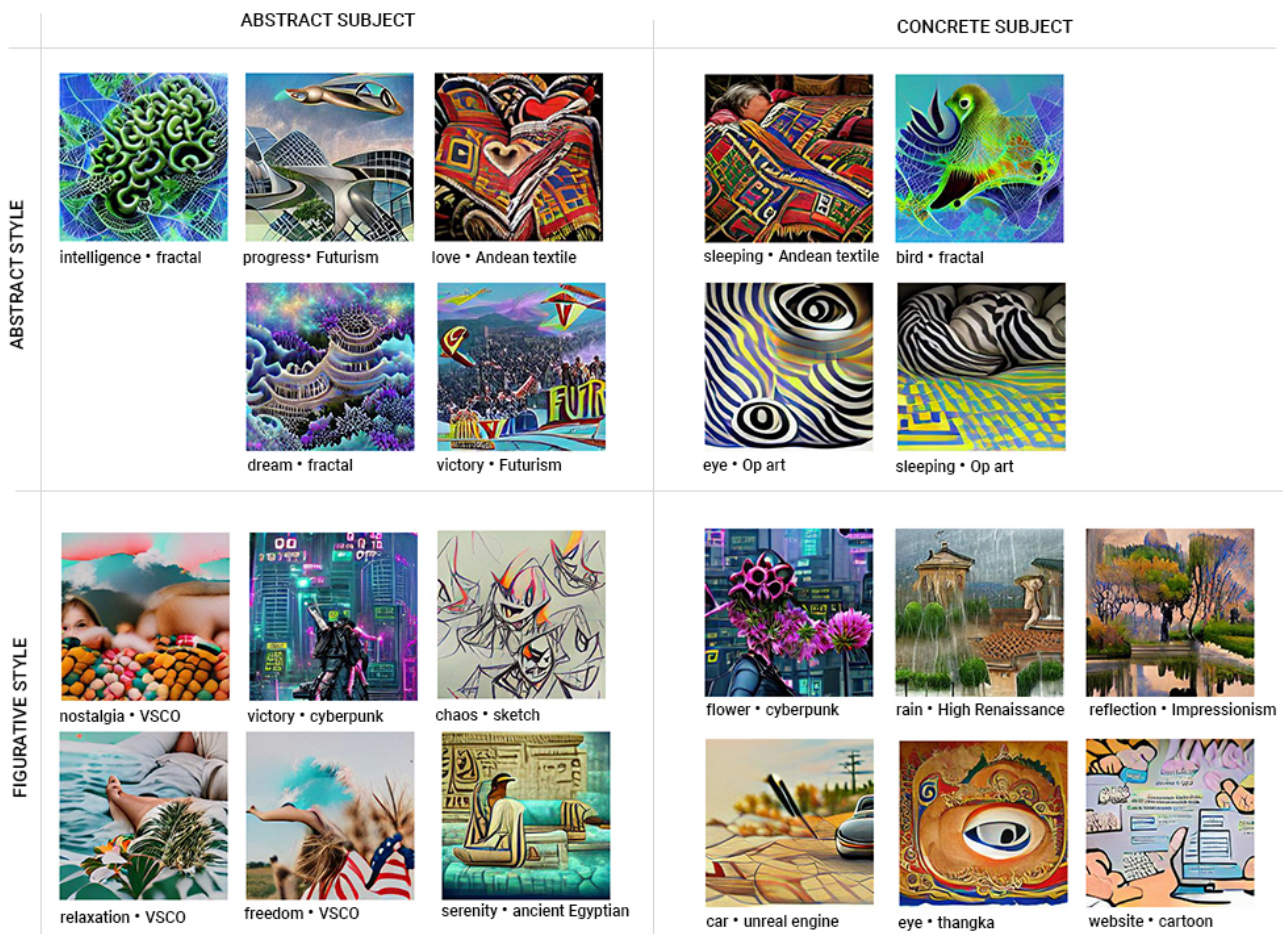 ABSTRACT SUBJECT
CONCRETE SUBJECT
ABSTRACT STYLE
intelligence • fractal
progress• Futurism
love • Andean textile
sleeping • Andean textile
bird • fractal
FUTR
dream • fractal
victory • Futurism
eye • Op art
sleeping • Op art
FIGURATIVE STYLE
nostalgia • VSCO
victory • cyberpunk
chaos • sketch
flower • cyberpunk
rain • High Renaissance
reflection • Impressionism
relaxation • VSCO
freedom • VSCO
serenity • ancient Egyptian
car • unreal engine
eye • thangka
website • cartoon